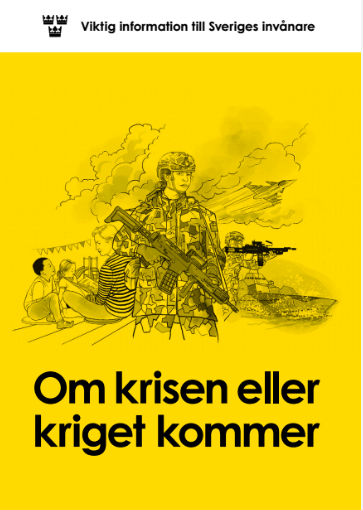 Viktig information till Sveriges invånare
Om krisen eller
kriget kommer